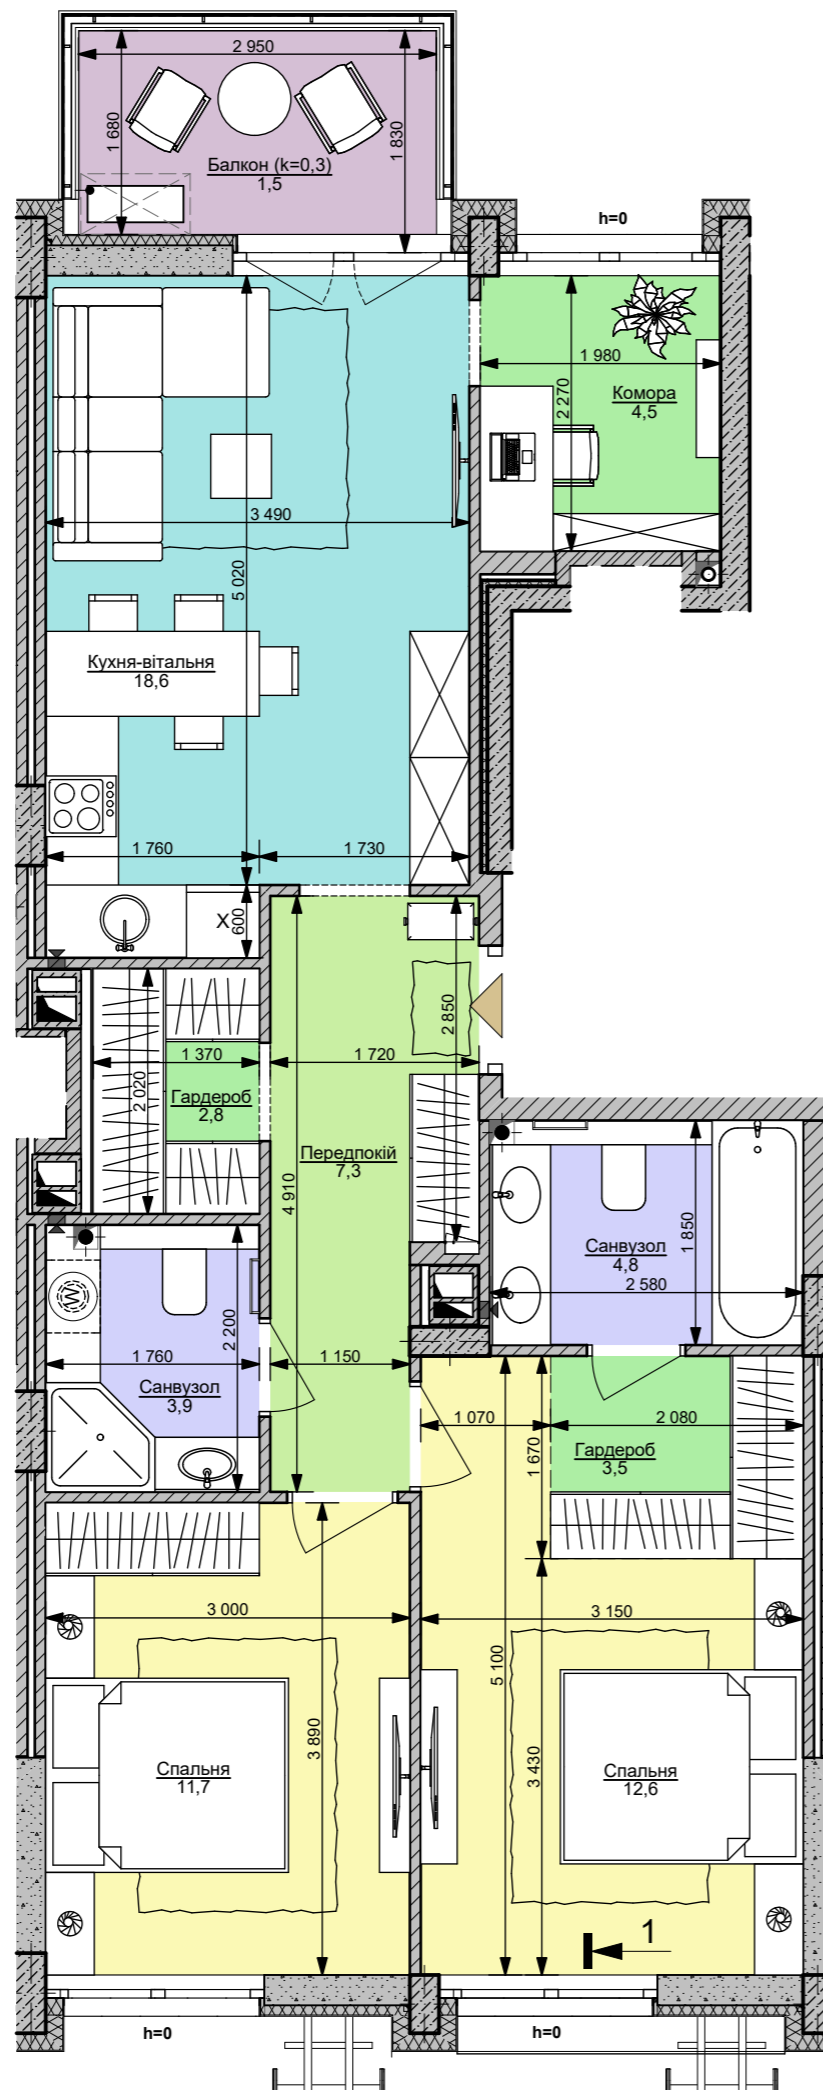 2 950
1 680
1 830
Балкон (k=0,3)
1,5
h=0
1 980
2 270
Комора
4,5
3 490
5 020
Кухня-вітальня
18,6
1 760
1 730
600
X
2 850
1 370
1 720
2 020
Гардероб
2,8
Передпокій
7,3
4 910
1 850
Санвузол
4,8
2 580
W
2 200
1 760
1 150
Санвузол
3,9
1 070
2 080
1 670
Гардероб
3,5
3 000
3 150
5 100
3 890
3 430
Спальня
11,7
Спальня
12,6
1
h=0
h=0